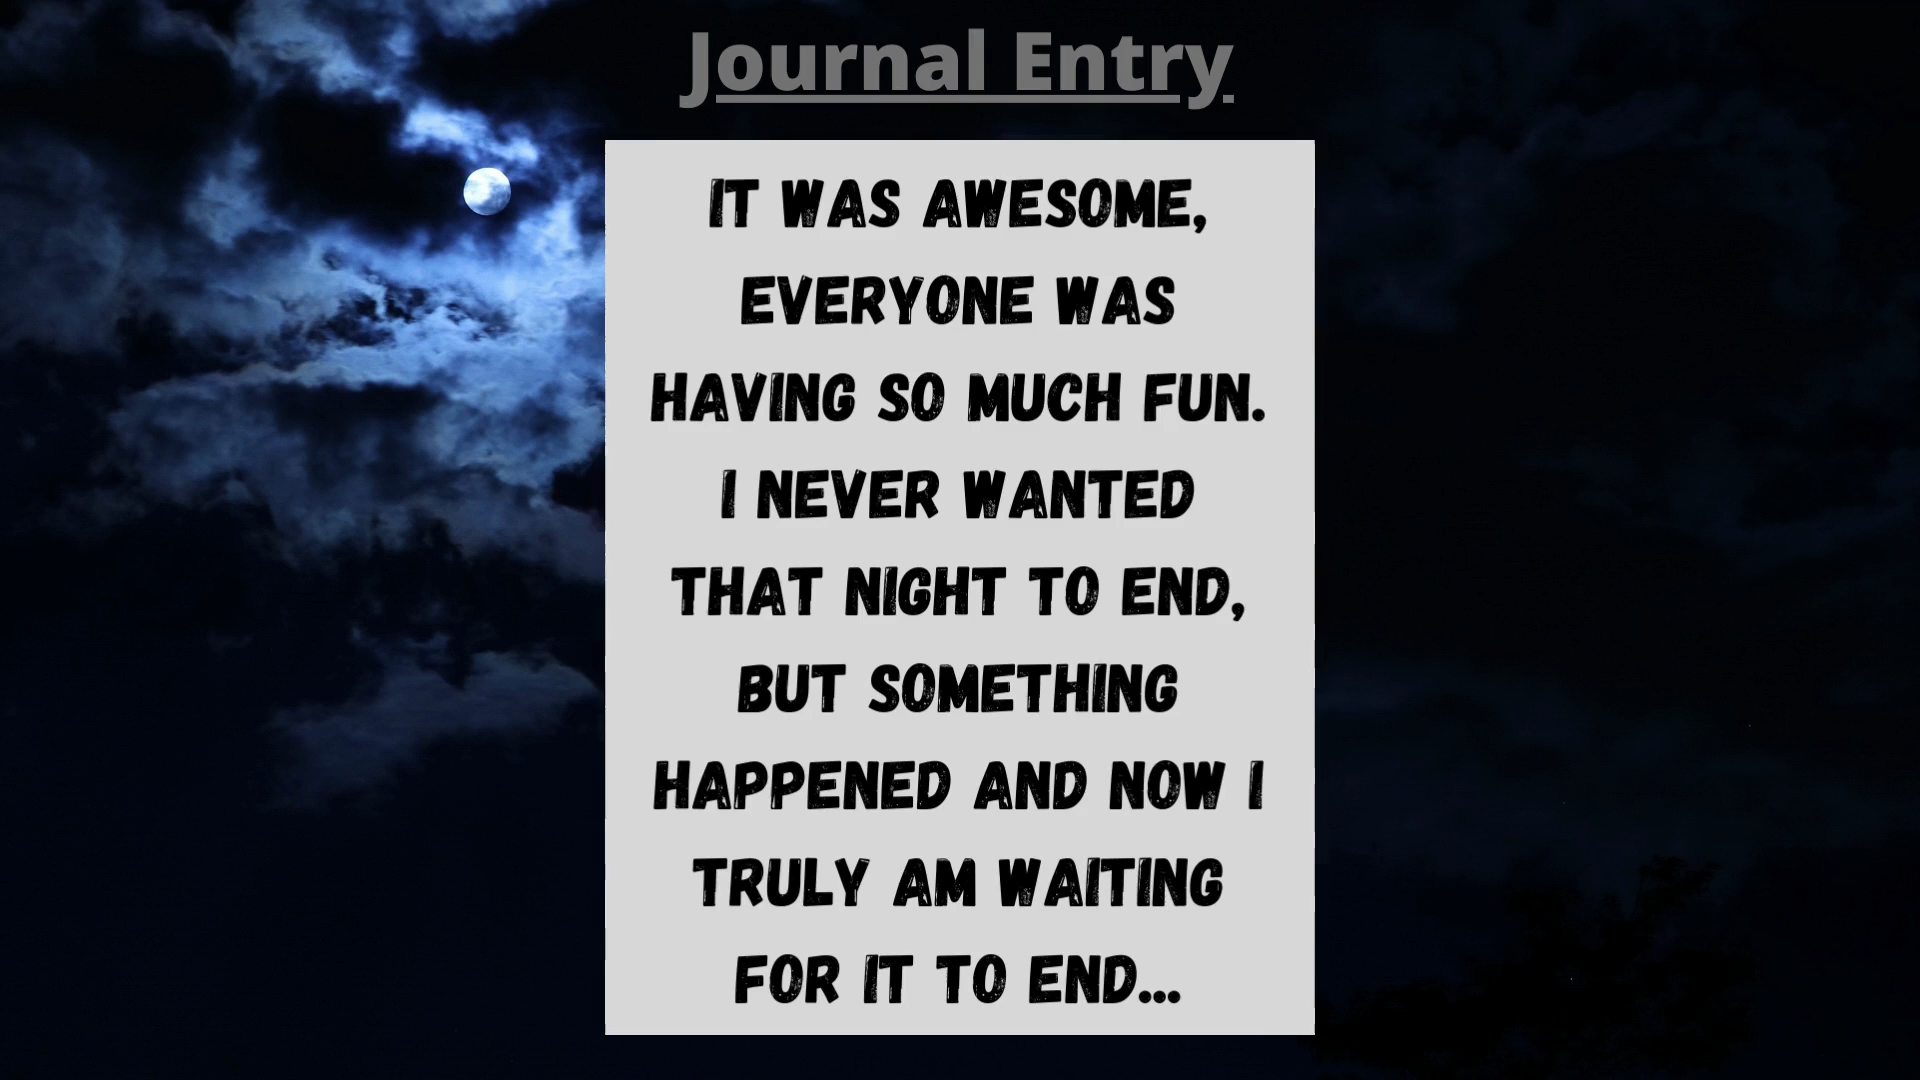 Journal Entry
IT WAS AWESOME,
EVERYONE WAS
HAVING SO MUCH FUN.
I NEVER WANTED
THAT NIGHT TO END,
BUT SOMETHING
HAPPENED AND NOW I
TRULY AM WAITING
FOR IT TO END...